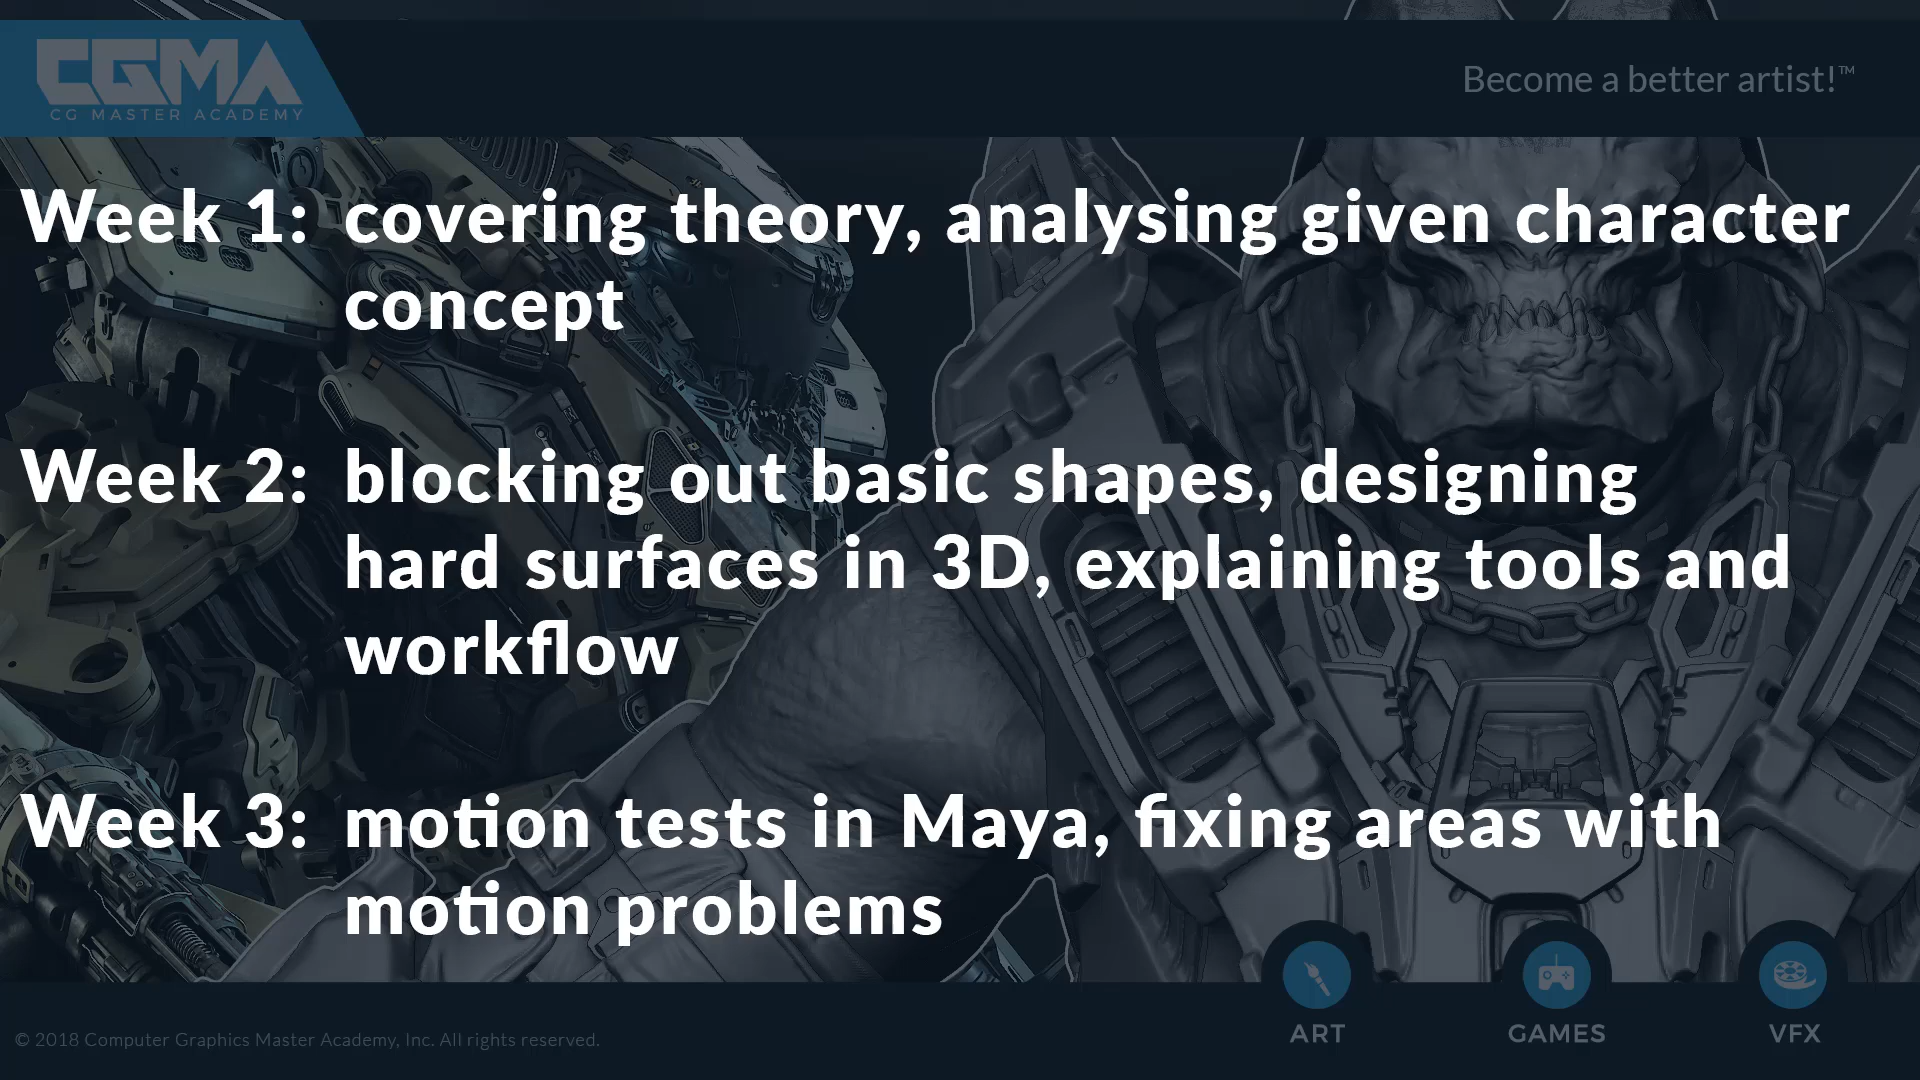 CGMA
CG MASTER ACADEMY
Become a better artist!™
Week 1: covering theory, analysing given character
concept
Week 2: blocking out basic shapes, designing
hard surfaces in 3D, explaining tools and
workflow
Week 3: motion tests in Maya, fixing areas with
motion problems
© 2018 Computer Graphics Master Academy, Inc. All rights reserved.
ART GAMES VFX